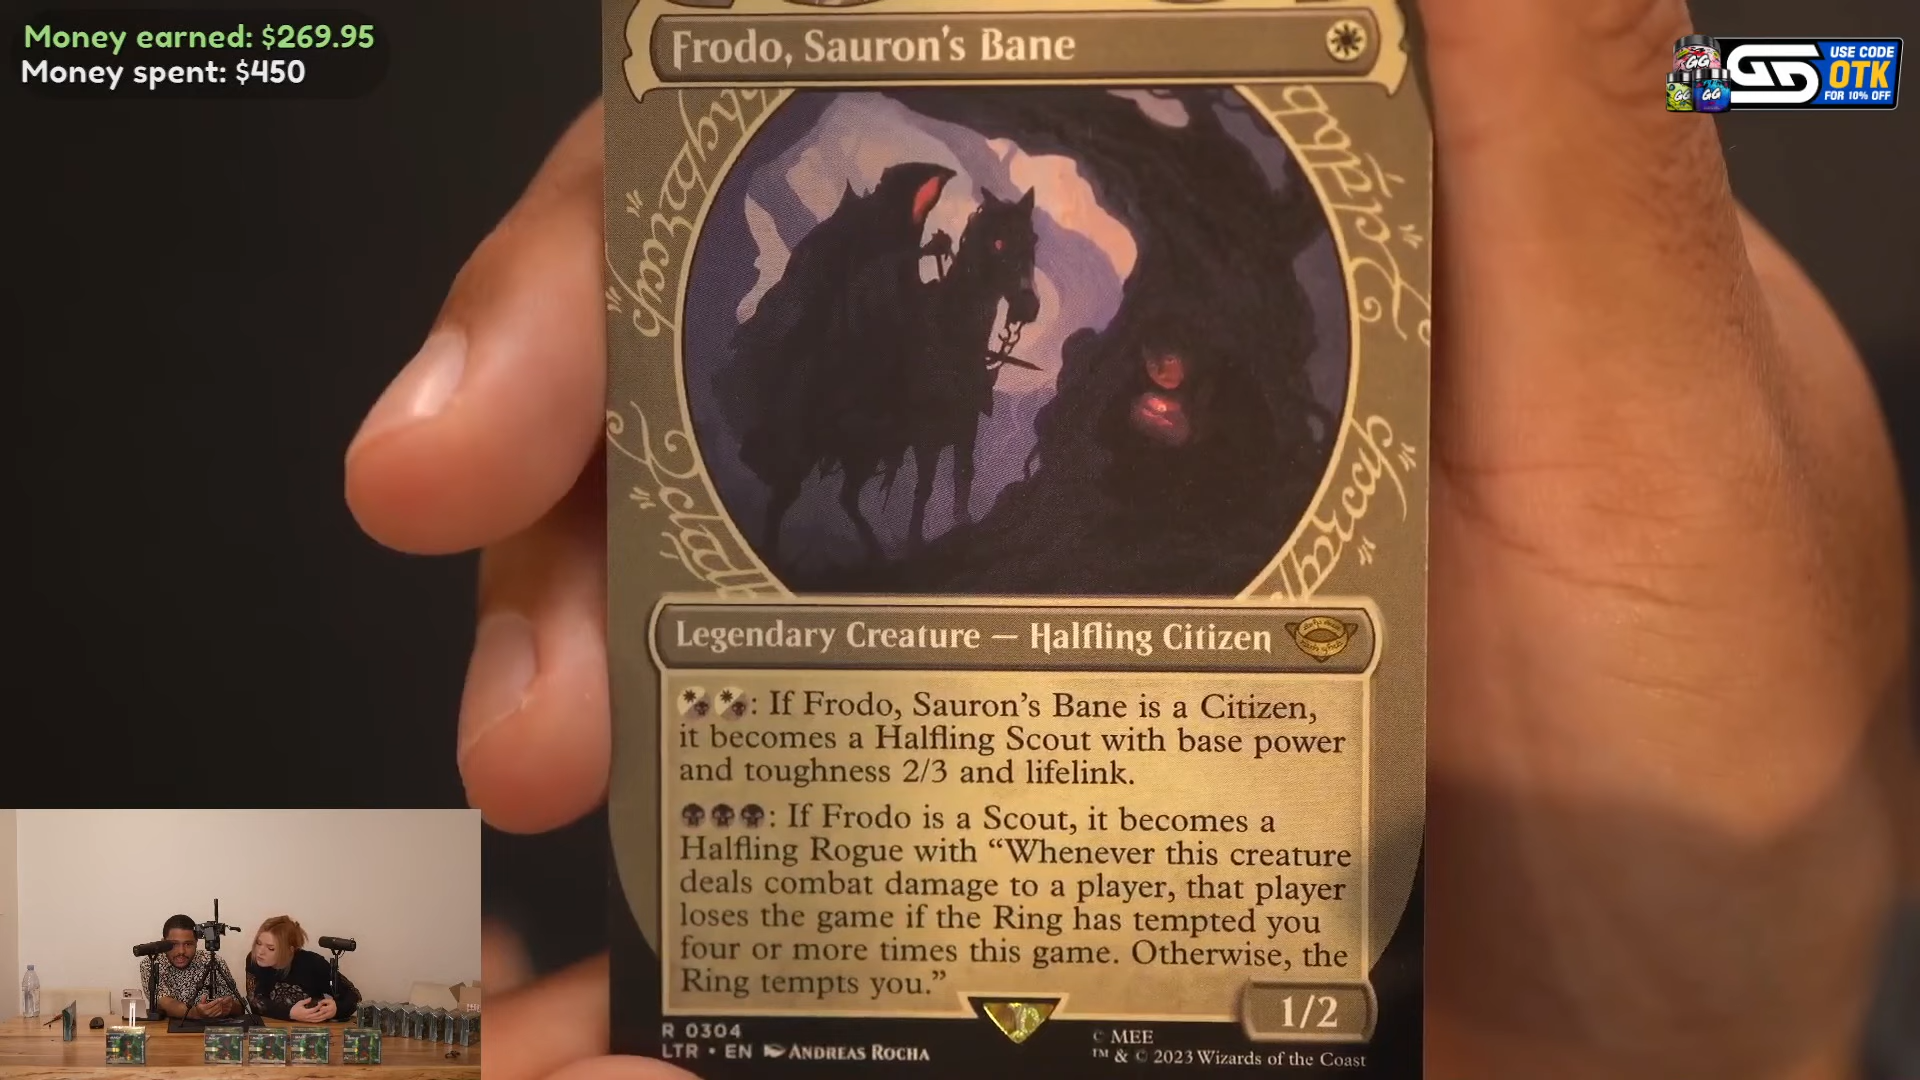 Money earned: $269.95
Money spent: $450
USE CODE
OTK
FOR 10% OFF
GG
GG
GG
Frodo, Sauron's Bane
Legendary Creature — Halfling Citizen
: If Frodo, Sauron's Bane is a Citizen,
it becomes a Halfling Scout with base power
and toughness 2/3 and lifelink.
: If Frodo is a Scout, it becomes a
Halfling Rogue with “Whenever this creature
deals combat damage to a player, that player
loses the game if the Ring has tempted you
four or more times this game. Otherwise, the
Ring tempts you.”
1/2
R 0304
LTR • EN ANDREAS ROCHA
© MEE
™ & © 2023 Wizards of the Coast